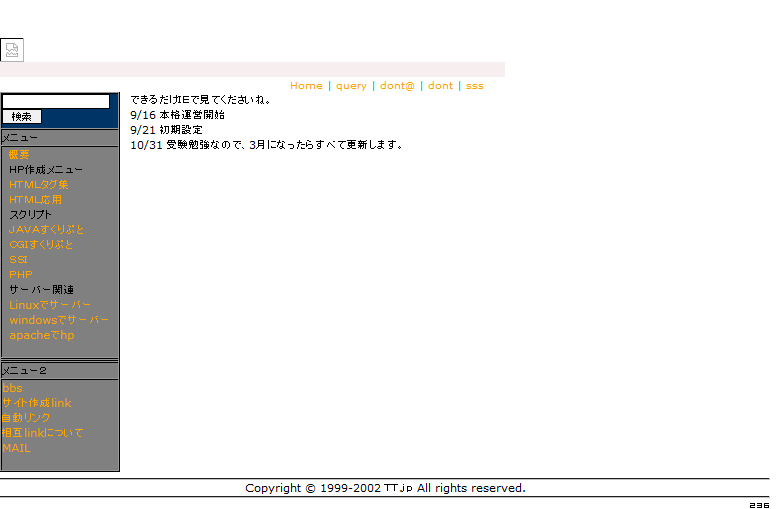 Home | query | dont@ | dont | sss
検索
できるだけIEで見てくださいね。
9/16 本格運営開始
9/21 初期設定
10/31 受験勉強なので、3月になったらすべて更新します。
メニュー
概要
HP作成メニュー
HTMLタグ集
HTML応用
スクリプト
JAVAすくりぷと
CGIすくりぷと
SSI
PHP
サーバー関連
Linuxでサーバー
windowsでサーバー
apacheでhp
メニュー2
bbs
サイト作成link
自動リンク
相互linkについて
MAIL
Copyright © 1999-2002 TT.jp All rights reserved.
236